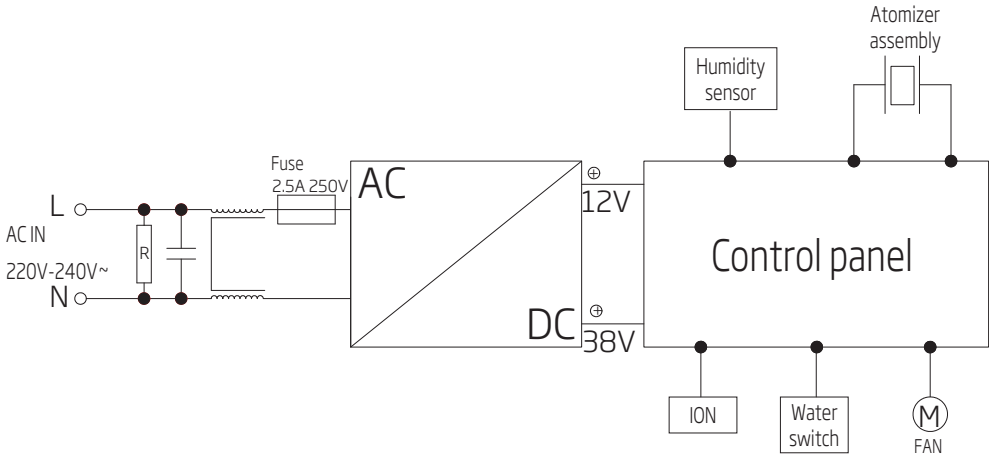 Atomizer
assembly
Humidity
sensor
Fuse
2.5A 250V
AC
12V
L
AC IN
R
220V-240V~
N
Control panel
DC
38V
ION
Water
switch
M
FAN